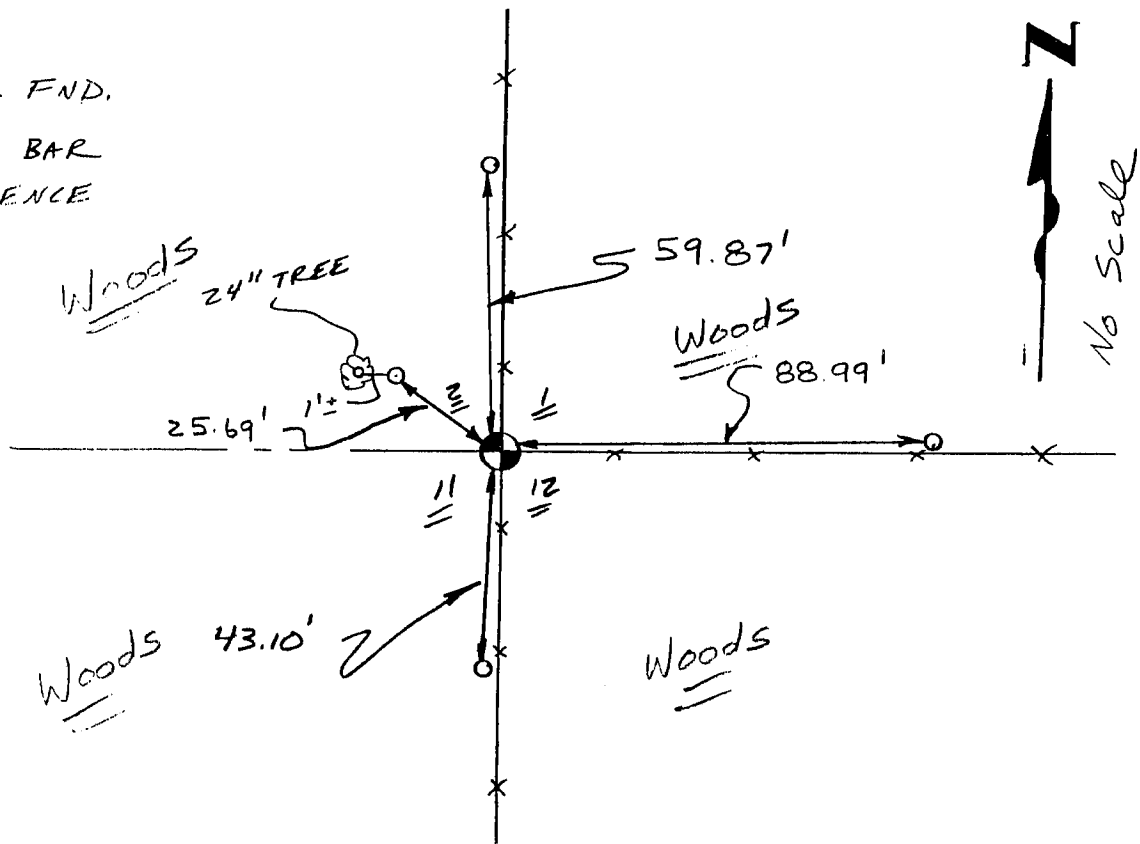 FND.
BAR
ENCE
N
No Scale
Woods
24" TREE
59.87'
Woods
88.99'
1'±
25.69'
2
1
11
12
Woods
43.10'
Woods